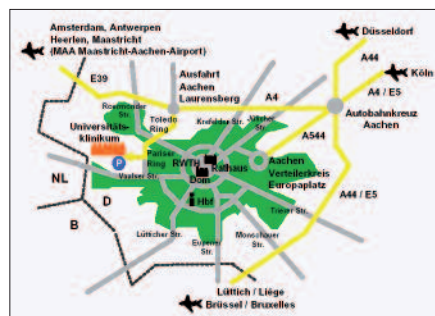 Amsterdam, Antwerpen
Heerlen, Maastricht
(MAA Maastricht-Aachen-Airport)
Düsseldorf
A44
Köln
E39
Ausfahrt
Aachen
Laurensberg
A4
A4 / E5
Roermonder
Str.
Toledo
Ring
Krefelder Str.
Jülicher
Str.
Autobahnkreuz
Aachen
A544
Universitäts-
klinikum
P
Pariser
Ring
RWTH
Rathaus
Dom
Aachen
Verteilerkreis
Europaplatz
NL
Vaalser Str.
D
i Hbf
A44 / E5
B
Trierer Str.
Lütticher Str.
Eupener
Str.
Monschauer
Str.
Lüttich / Liège
Brüssel / Bruxelles